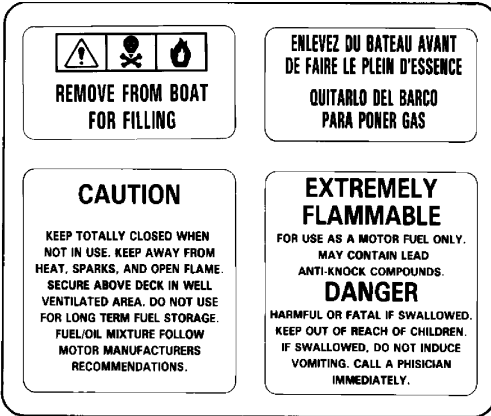 REMOVE FROM BOAT
FOR FILLING
ENLEVEZ DU BATEAU AVANT
DE FAIRE LE PLEIN D'ESSENCE
QUITARLO DEL BARCO
PARA PONER GAS
CAUTION
KEEP TOTALLY CLOSED WHEN
NOT IN USE. KEEP AWAY FROM
HEAT, SPARKS, AND OPEN FLAME.
SECURE ABOVE DECK IN WELL
VENTILATED AREA. DO NOT USE
FOR LONG TERM FUEL STORAGE.
FUEL/OIL MIXTURE FOLLOW
MOTOR MANUFACTURERS
RECOMMENDATIONS.
EXTREMELY
FLAMMABLE
FOR USE AS A MOTOR FUEL ONLY.
MAY CONTAIN LEAD
ANTI-KNOCK COMPOUNDS.
DANGER
HARMFUL OR FATAL IF SWALLOWED.
KEEP OUT OF REACH OF CHILDREN.
IF SWALLOWED, DO NOT INDUCE
VOMITING. CALL A PHISICIAN
IMMEDIATELY.